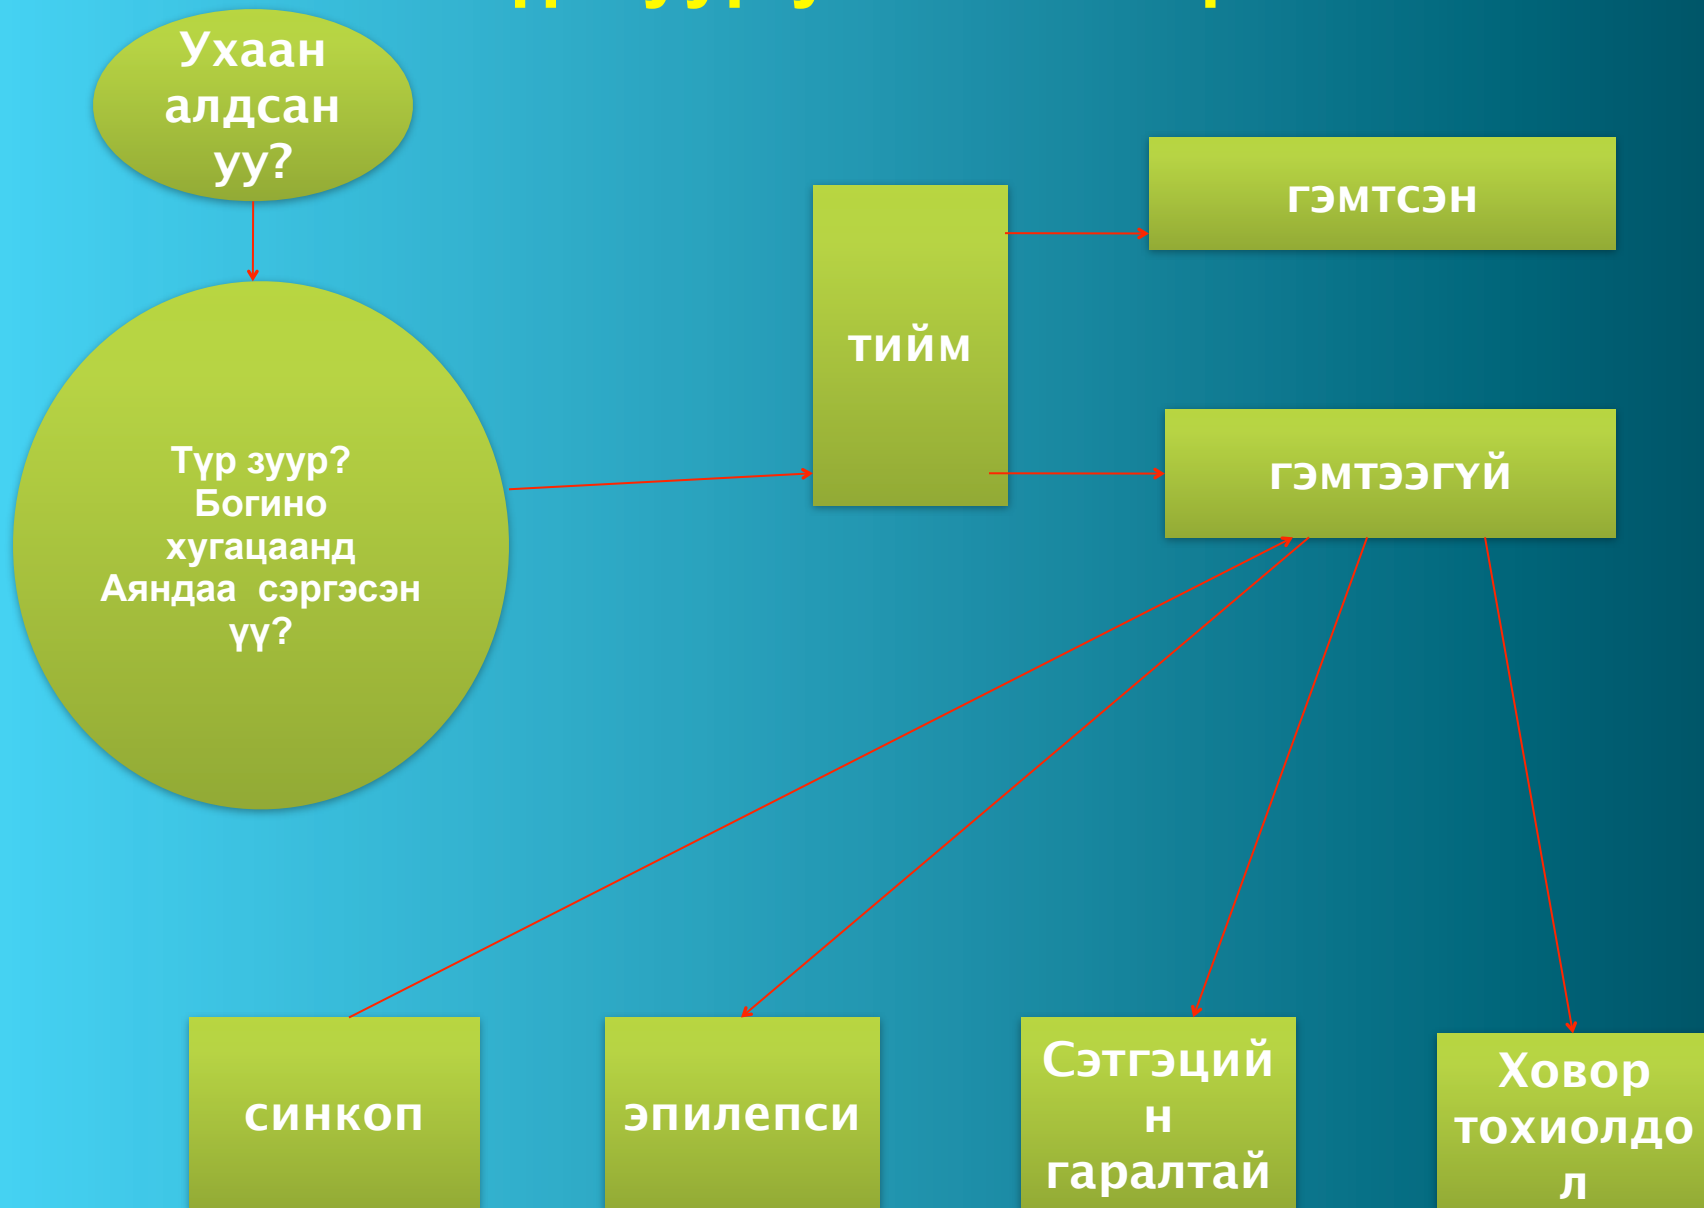 Ухаан
алдсан
уу?
гэмтсэн
тийм
гэмтээгүй
Түр зуур?
Богино
хугацаанд
Аяндаа  сэргэсэн
үү?
синкоп
эпилепси
Сэтгэций
н
гаралтай
Ховор
тохиолдо
л